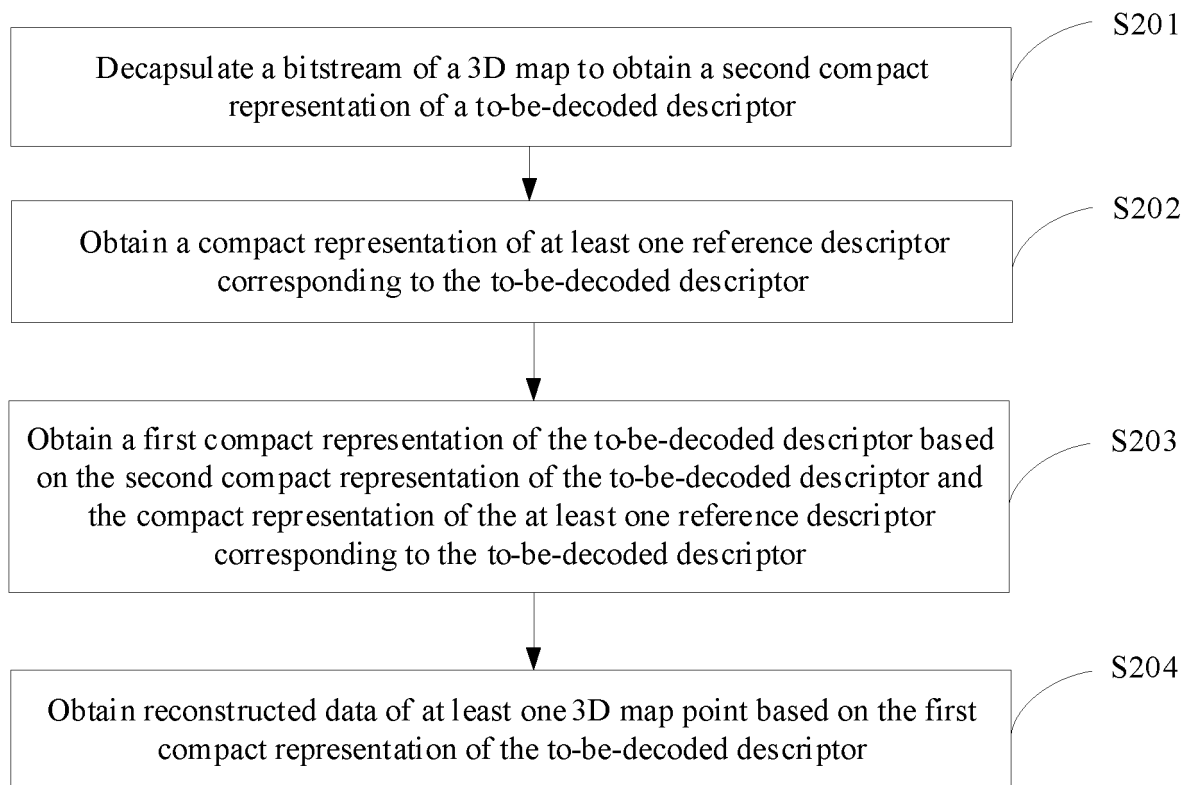 S201
Decapsulate a bitstream of a 3D map to obtain a second compact
representation of a to-be-decoded descriptor
S202
Obtain a compact representation of at least one reference descriptor
corresponding to the to-be-decoded descriptor
S203
Obtain a first compact representation of the to-be-decoded descriptor based
on the second compact representation of the to-be-decoded descriptor and
the compact representation of the at least one reference descriptor
corresponding to the to-be-decoded descriptor
S204
Obtain reconstructed data of at least one 3D map point based on the first
compact representation of the to-be-decoded descriptor